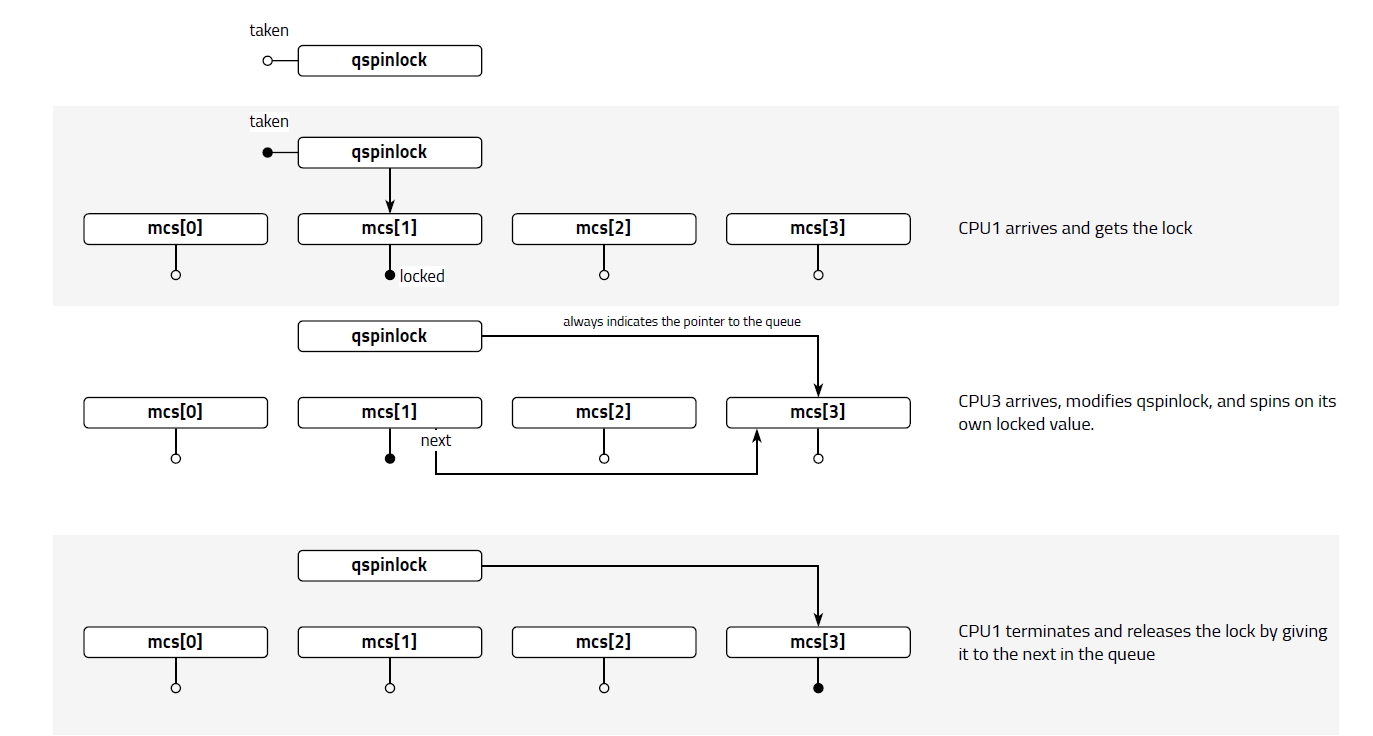 taken
qspinlock
taken
qspinlock
mcs[0]
mcs[1]
mcs[2]
mcs[3]
CPU1 arrives and gets the lock
locked
always indicates the pointer to the queue
qspinlock
mcs[0]
mcs[1]
mcs[2]
mcs[3]
CPU3 arrives, modifies qspinlock, and spins on its
own locked value.
next
qspinlock
mcs[0]
mcs[1]
mcs[2]
mcs[3]
CPU1 terminates and releases the lock by giving
it to the next in the queue